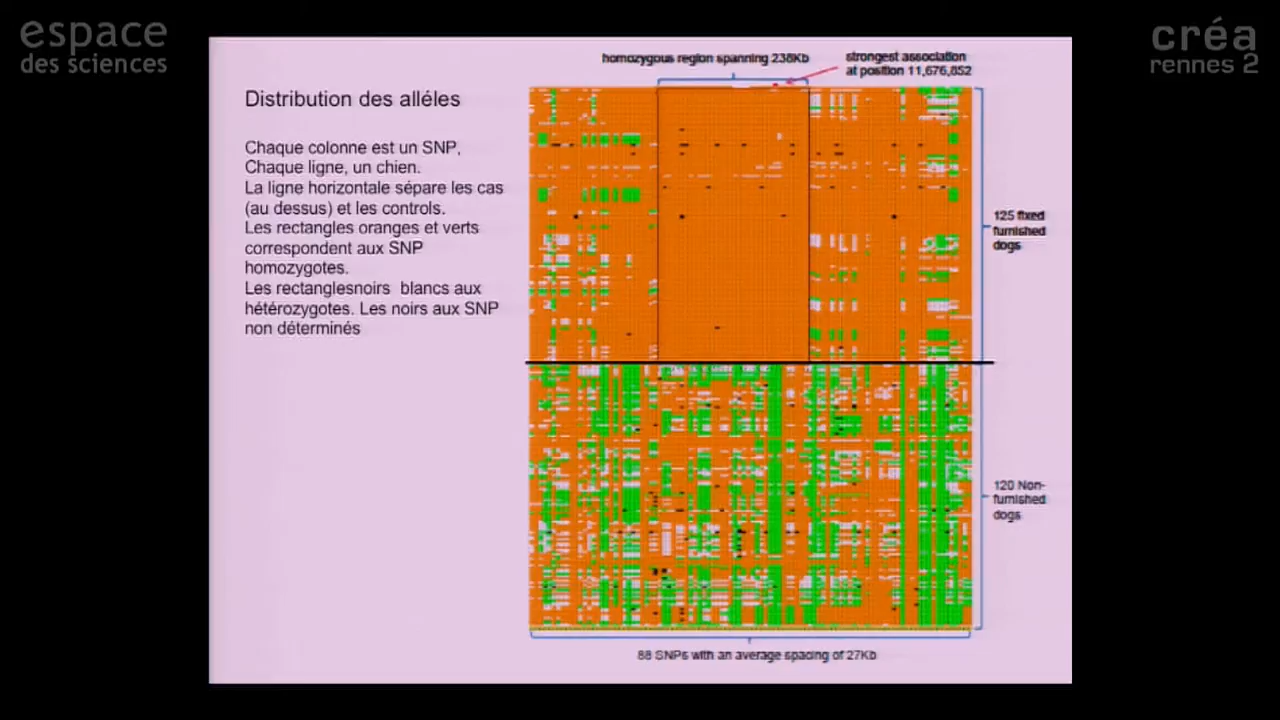 espace
des sciences
créa
rennes 2
homozygous region spanning 238Kb
strongest association
at position 11,676,852
Distribution des alléles
Chaque colonne est un SNP,
Chaque ligne, un chien.
La ligne horizontale sépare les cas
(au dessus) et les controls.
Les rectangles oranges et verts
correspondent aux SNP
homozygotes.
Les rectanglesnoirs  blancs aux
hétérozygotes. Les noirs aux SNP
non déterminés
125 fixed
furnished
dogs
120 Non-
furnished
dogs
88 SNPs with an average spacing of 27Kb